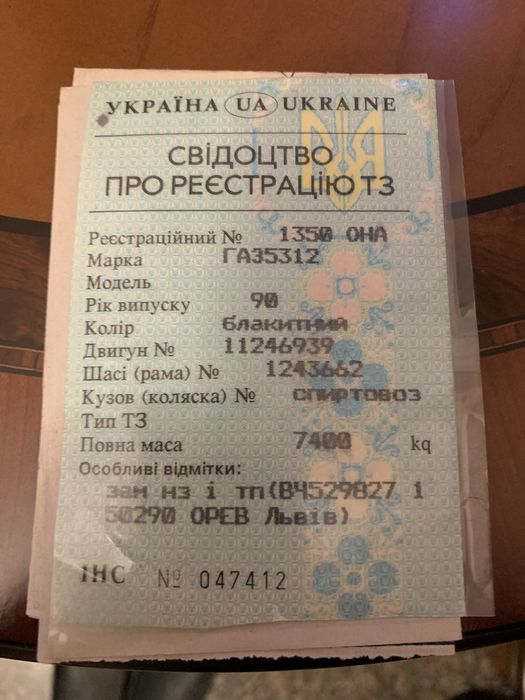 УКРАЇНА UA UKRAINE
СВІДОЦТВО
ПРО РЕЄСТРАЦІЮ ТЗ
Реєстраційний № 1350 ОНА
Марка ГАЗ5312
Модель
Рік випуску 90
Колір блакитний
Двигун № 11246939
Шасі (рама) № 1243662
Кузов (коляска) № спиртовоз
Тип ТЗ
Повна маса 7400 kq
Особливі відмітки:
зам нз і тп(ВЧ529827 1
50290 ОРЕВ Львів)
ІНС № 047412